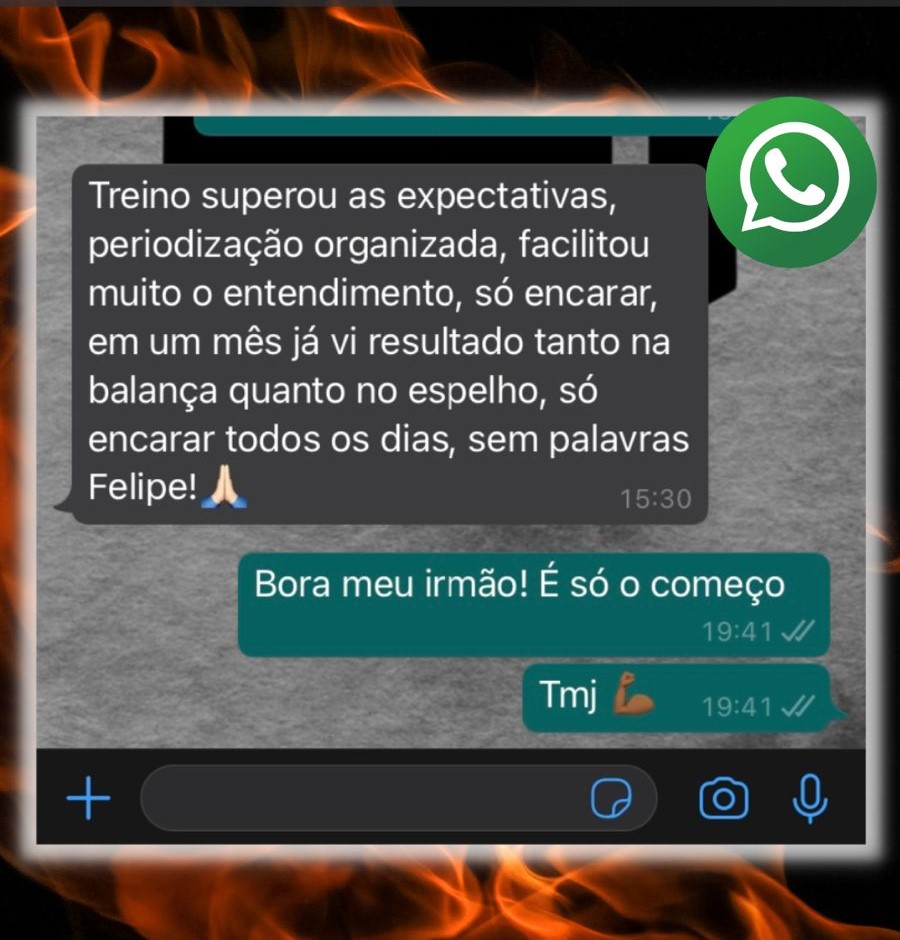 Treino superou as expectativas,
periodização organizada, facilitou
muito o entendimento, só encarar,
em um mês já vi resultado tanto na
balança quanto no espelho, só
encarar todos os dias, sem palavras
Felipe!🙏🏻
15:30
Bora meu irmão! É só o começo
19:41
Tmj 💪🏾 19:41